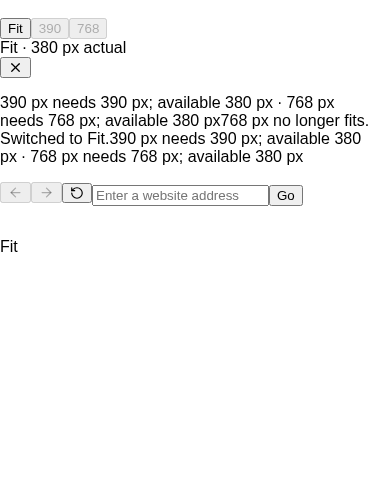 Fit 390 768
Fit · 380 px actual
✕
390 px needs 390 px; available 380 px · 768 px
needs 768 px; available 380 px768 px no longer fits.
Switched to Fit.390 px needs 390 px; available 380
px · 768 px needs 768 px; available 380 px
Enter a website address Go
Fit